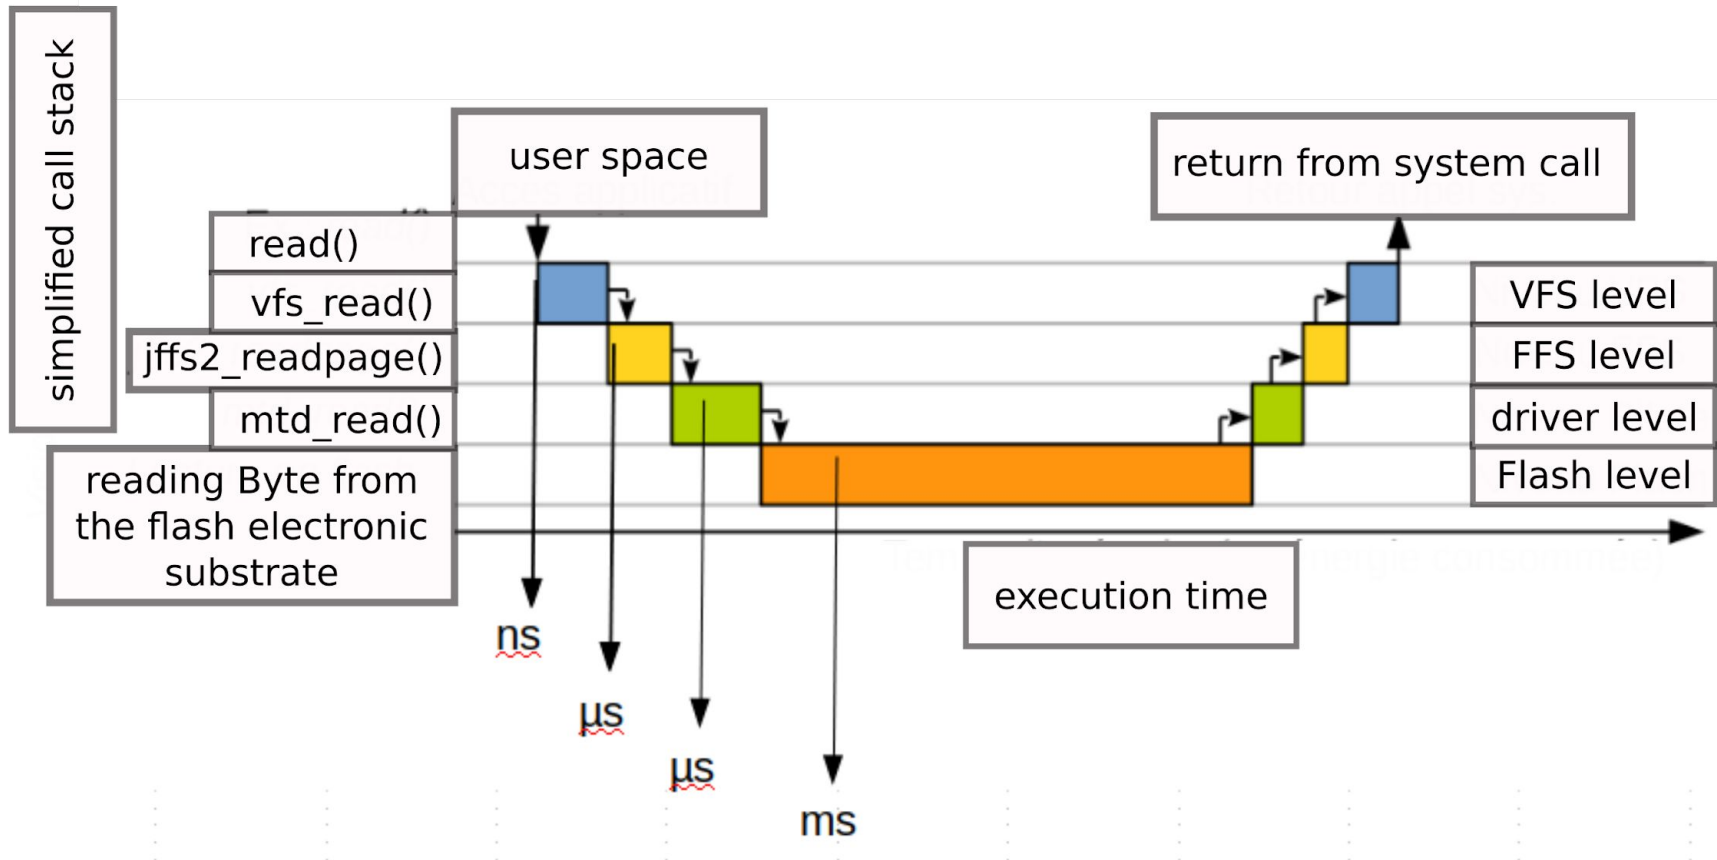 simplified call stack
user space
return from system call
read()
vfs_read()
jffs2_readpage()
mtd_read()
reading Byte from
the flash electronic
substrate
VFS level
FFS level
driver level
Flash level
execution time
ns
µs
µs
ms